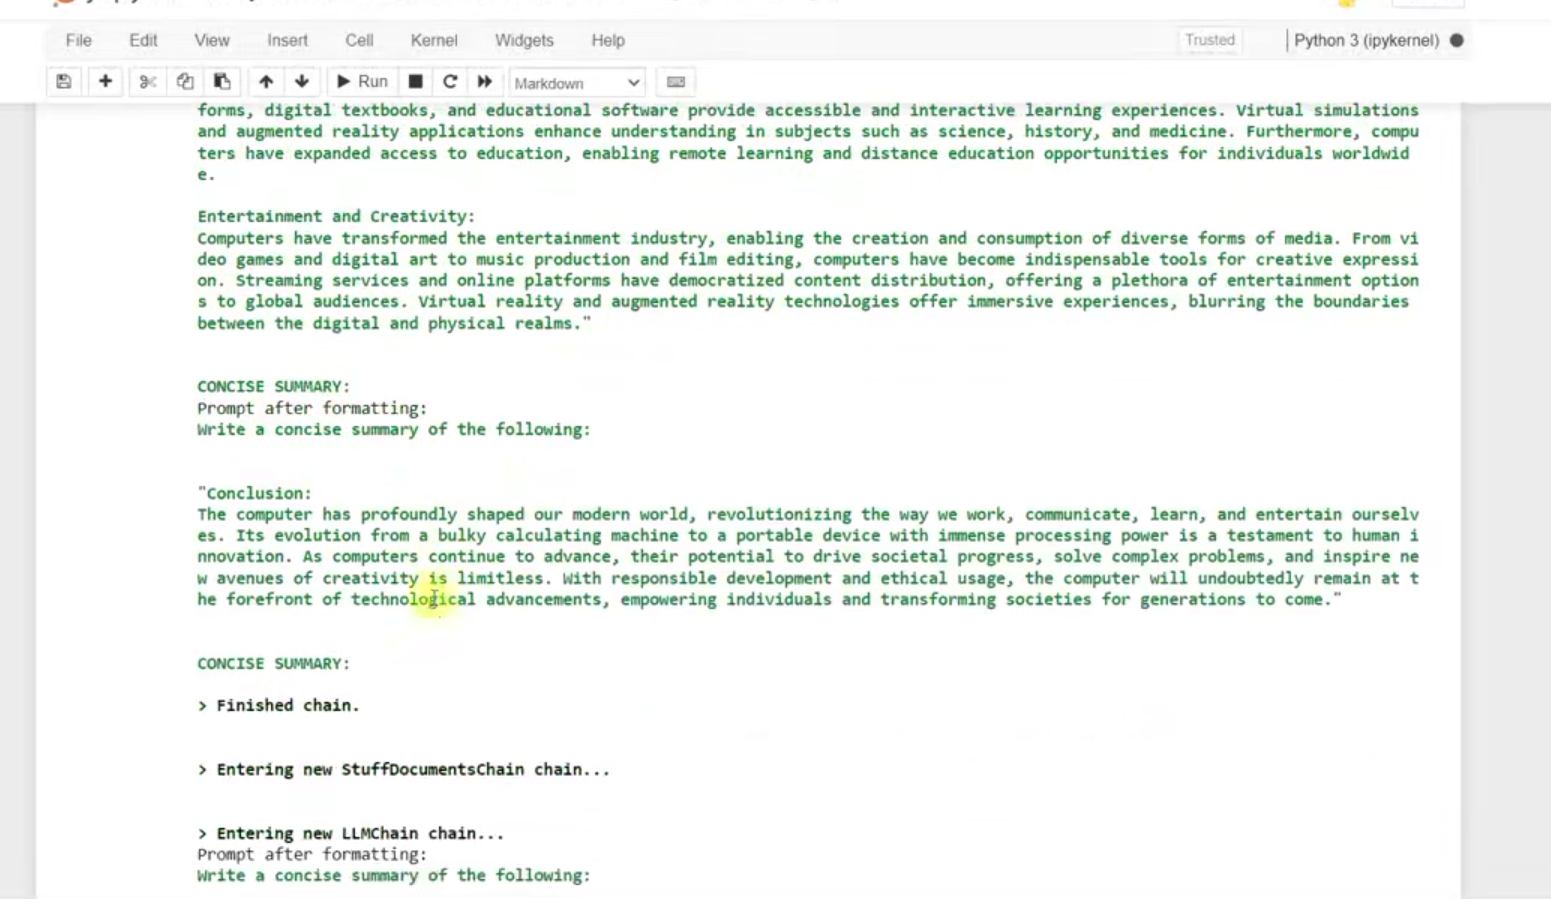 File Edit View Insert Cell Kernel Widgets Help Trusted Python 3 (ipykernel)
Run Markdown
forms, digital textbooks, and educational software provide accessible and interactive learning experiences. Virtual simulations
and augmented reality applications enhance understanding in subjects such as science, history, and medicine. Furthermore, compu
ters have expanded access to education, enabling remote learning and distance education opportunities for individuals worldwid
e.
Entertainment and Creativity:
Computers have transformed the entertainment industry, enabling the creation and consumption of diverse forms of media. From vi
deo games and digital art to music production and film editing, computers have become indispensable tools for creative expressi
on. Streaming services and online platforms have democratized content distribution, offering a plethora of entertainment option
s to global audiences. Virtual reality and augmented reality technologies offer immersive experiences, blurring the boundaries
between the digital and physical realms."
CONCISE SUMMARY:
Prompt after formatting:
Write a concise summary of the following:
"Conclusion:
The computer has profoundly shaped our modern world, revolutionizing the way we work, communicate, learn, and entertain ourselv
es. Its evolution from a bulky calculating machine to a portable device with immense processing power is a testament to human i
nnovation. As computers continue to advance, their potential to drive societal progress, solve complex problems, and inspire ne
w avenues of creativity is limitless. With responsible development and ethical usage, the computer will undoubtedly remain at t
he forefront of technological advancements, empowering individuals and transforming societies for generations to come."
CONCISE SUMMARY:
> Finished chain.
> Entering new StuffDocumentsChain chain...
> Entering new LLMChain chain...
Prompt after formatting:
Write a concise summary of the following: